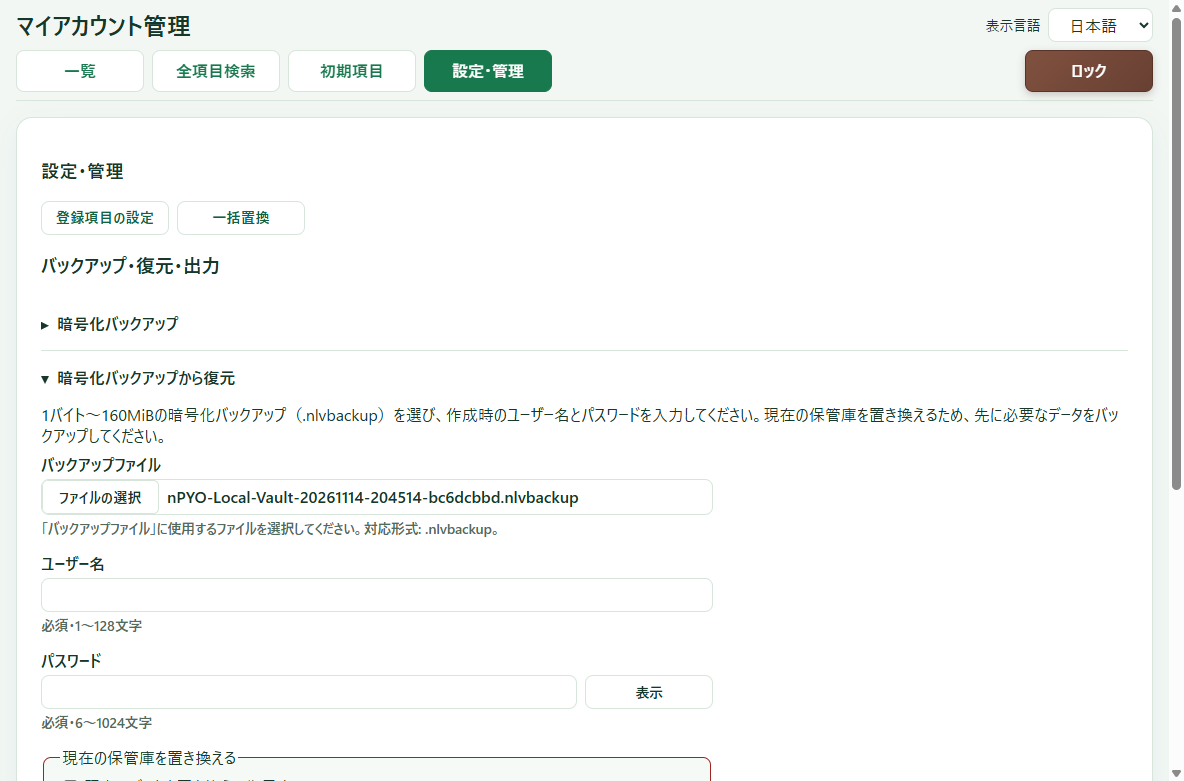 マイアカウント管理
表示言語 日本語
一覧 全項目検索 初期項目 設定・管理 ロック
設定・管理
登録項目の設定 一括置換
バックアップ・復元・出力
▶ 暗号化バックアップ
▼ 暗号化バックアップから復元
1バイト～160MiBの暗号化バックアップ（.nlvbackup）を選び、作成時のユーザー名とパスワードを入力してください。現在の保管庫を置き換えるため、先に必要なデータをバッ
クアップしてください。
バックアップファイル
ファイルの選択 nPYO-Local-Vault-20261114-204514-bc6dcbbd.nlvbackup
「バックアップファイル」に使用するファイルを選択してください。対応形式: .nlvbackup。
ユーザー名
必須・1～128文字
パスワード
表示
必須・6～1024文字
現在の保管庫を置き換える